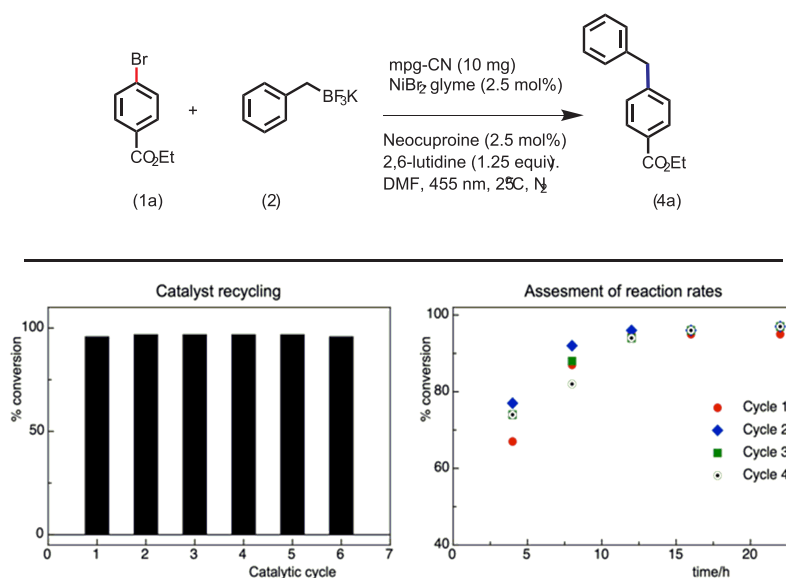 Br
BF3K
CO2Et
+
(1a)
(2)
mpg-CN (10 mg)
NiBr2 glyme (2.5 mol%)
Neocuproine (2.5 mol%)
2,6-lutidine (1.25 equiv).
DMF, 455 nm, 25°C, N2
CO2Et
(4a)
Catalyst recycling
% conversion
100
50
0
0 1 2 3 4 5 6 7
Catalytic cycle
Assesment of reaction rates
% conversion
100
80
60
40
Cycle 1
Cycle 2
Cycle 3
Cycle 4
0 5 10 15 20
time/h